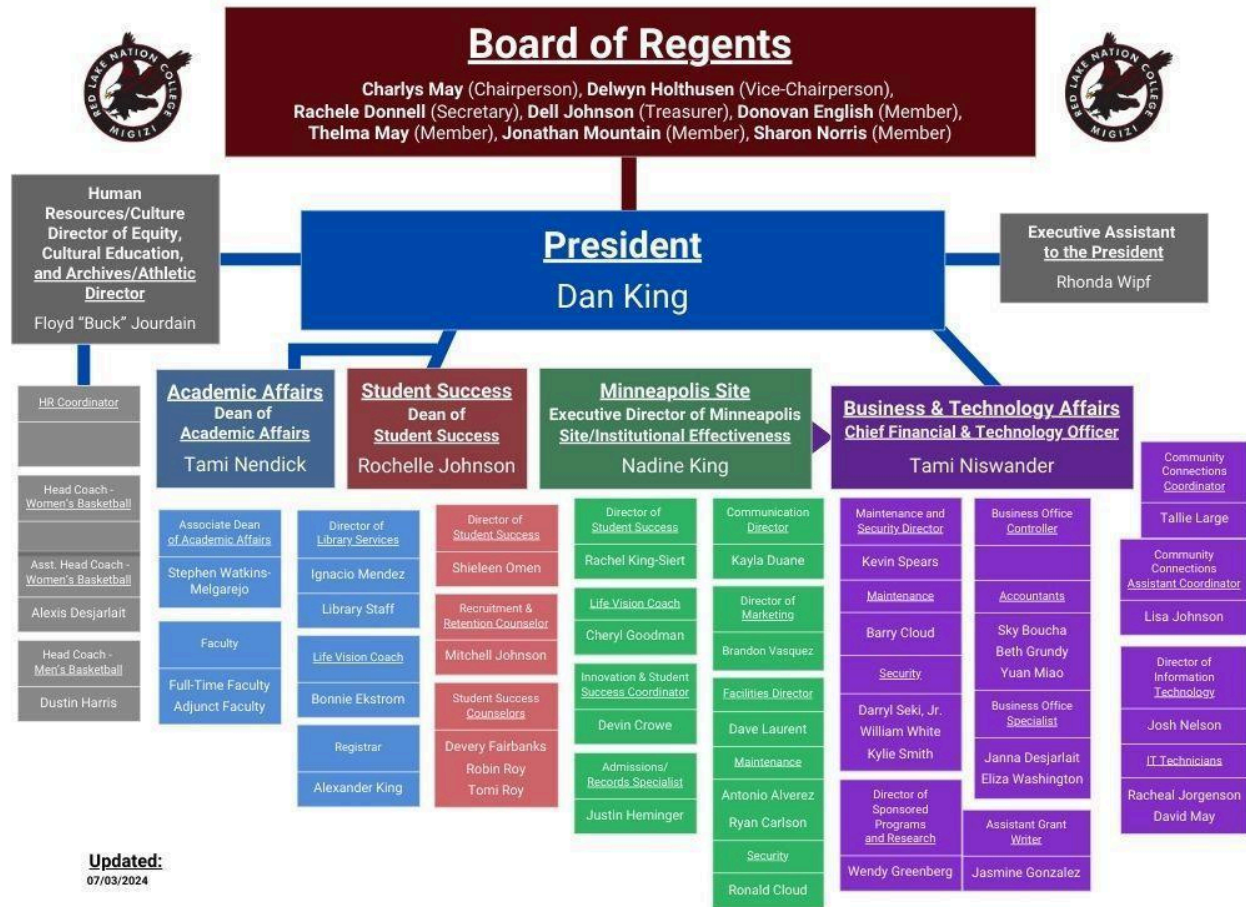 Board of Regents
Charlys May (Chairperson), Delwyn Holthusen (Vice-Chairperson),
Rachele Donnell (Secretary), Dell Johnson (Treasurer), Donovan English (Member),
Thelma May (Member), Jonathan Mountain (Member), Sharon Norris (Member)
RED LAKE NATION COLLEGE
MIGIZI
RED LAKE NATION COLLEGE
MIGIZI
Human
Resources/Culture
Director of Equity,
Cultural Education,
and Archives/Athletic
Director
Floyd “Buck” Jourdain
President
Dan King
Executive Assistant
to the President
Rhonda Wipf
HR Coordinator
Head Coach -
Women's Basketball
Asst. Head Coach -
Women's Basketball
Alexis Desjarlait
Head Coach -
Men's Basketball
Dustin Harris
Academic Affairs
Dean of
Academic Affairs
Tami Nendick
Associate Dean
of Academic Affairs
Stephen Watkins-
Melgarejo
Faculty
Full-Time Faculty
Adjunct Faculty
Director of
Library Services
Ignacio Mendez
Library Staff
Life Vision Coach
Bonnie Ekstrom
Registrar
Alexander King
Student Success
Dean of
Student Success
Rochelle Johnson
Director of
Student Success
Shieleen Omen
Recruitment &
Retention Counselor
Mitchell Johnson
Student Success
Counselors
Devery Fairbanks
Robin Roy
Tomi Roy
Minneapolis Site
Executive Director of Minneapolis
Site/Institutional Effectiveness
Nadine King
Director of
Student Success
Rachel King-Siert
Life Vision Coach
Cheryl Goodman
Innovation & Student
Success Coordinator
Devin Crowe
Admissions/
Records Specialist
Justin Heminger
Communication
Director
Kayla Duane
Director of
Marketing
Brandon Vasquez
Facilities Director
Dave Laurent
Maintenance
Antonio Alverez
Ryan Carlson
Security
Ronald Cloud
Business & Technology Affairs
Chief Financial & Technology Officer
Tami Niswander
Maintenance and
Security Director
Kevin Spears
Maintenance
Barry Cloud
Security
Darryl Seki, Jr.
William White
Kylie Smith
Director of
Sponsored
Programs
and Research
Wendy Greenberg
Business Office
Controller
Accountants
Sky Boucha
Beth Grundy
Yuan Miao
Business Office
Specialist
Janna Desjarlait
Eliza Washington
Assistant Grant
Writer
Jasmine Gonzalez
Community
Connections
Coordinator
Tallie Large
Community
Connections
Assistant Coordinator
Lisa Johnson
Director of
Information
Technology
Josh Nelson
IT Technicians
Racheal Jorgenson
David May
Updated:
07/03/2024